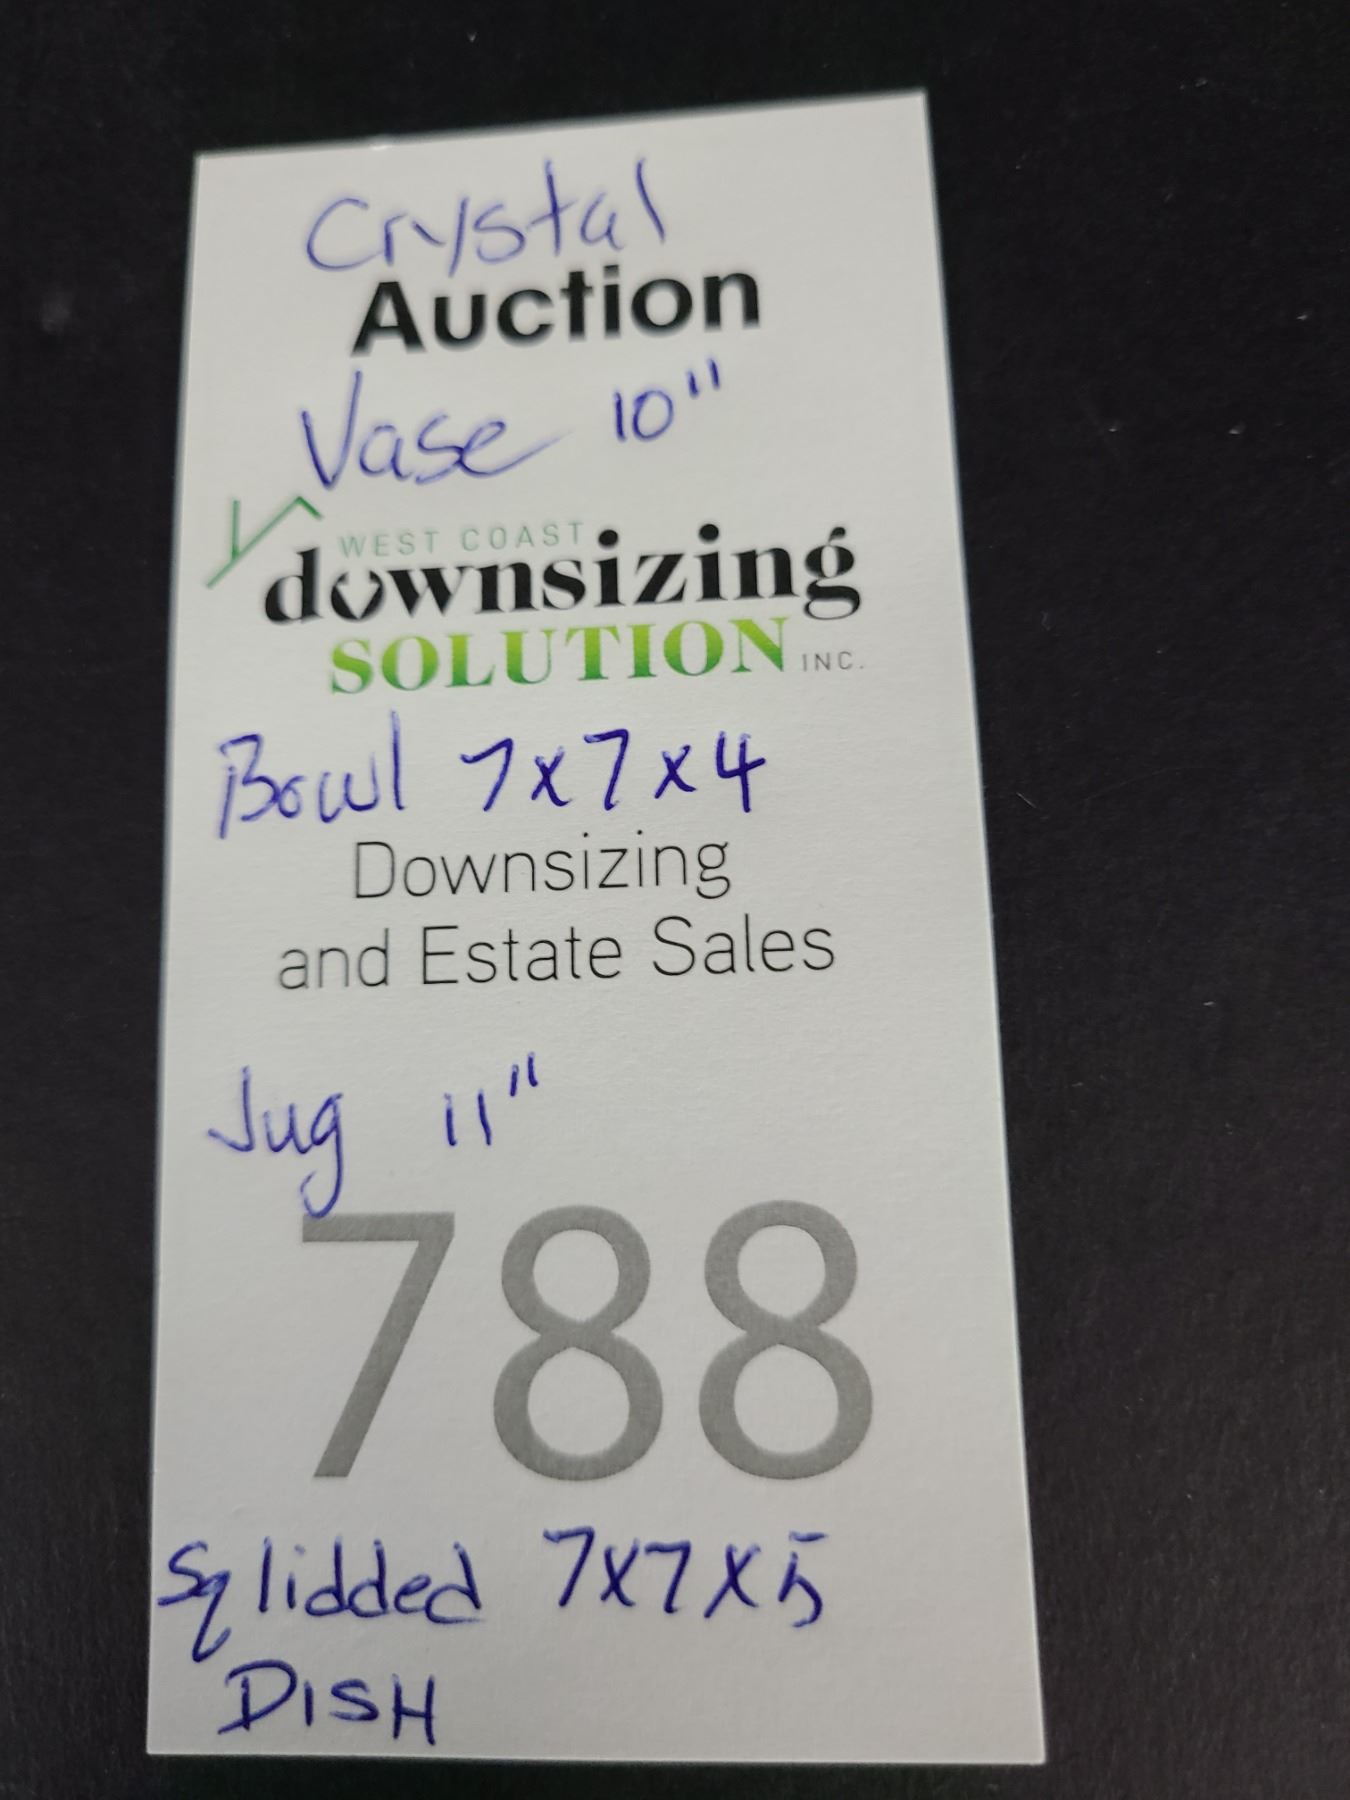 Crystal
Auction
Vase 10"
WEST COAST
downsizing
SOLUTION INC.
Bowl 7x7x4
Downsizing
and Estate Sales
Jug 11"
788
Sq lidded 7x7x5
DISH